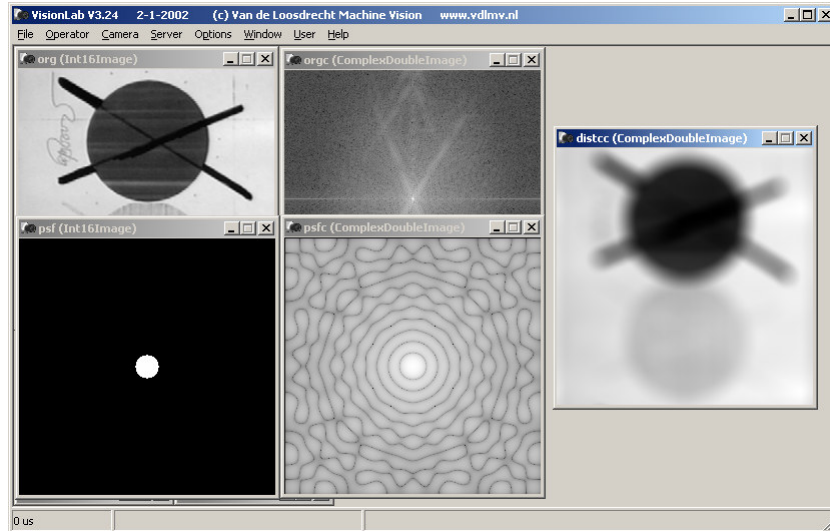 VisionLab V3.24 2-1-2002 (c) Van de Loosdrecht Machine Vision www.vdlmv.nl
File Operator Camera Server Options Window User Help
org (Int16Image)
orgc (ComplexDoubleImage)
distcc (ComplexDoubleImage)
psf (Int16Image)
psfc (ComplexDoubleImage)
0 us